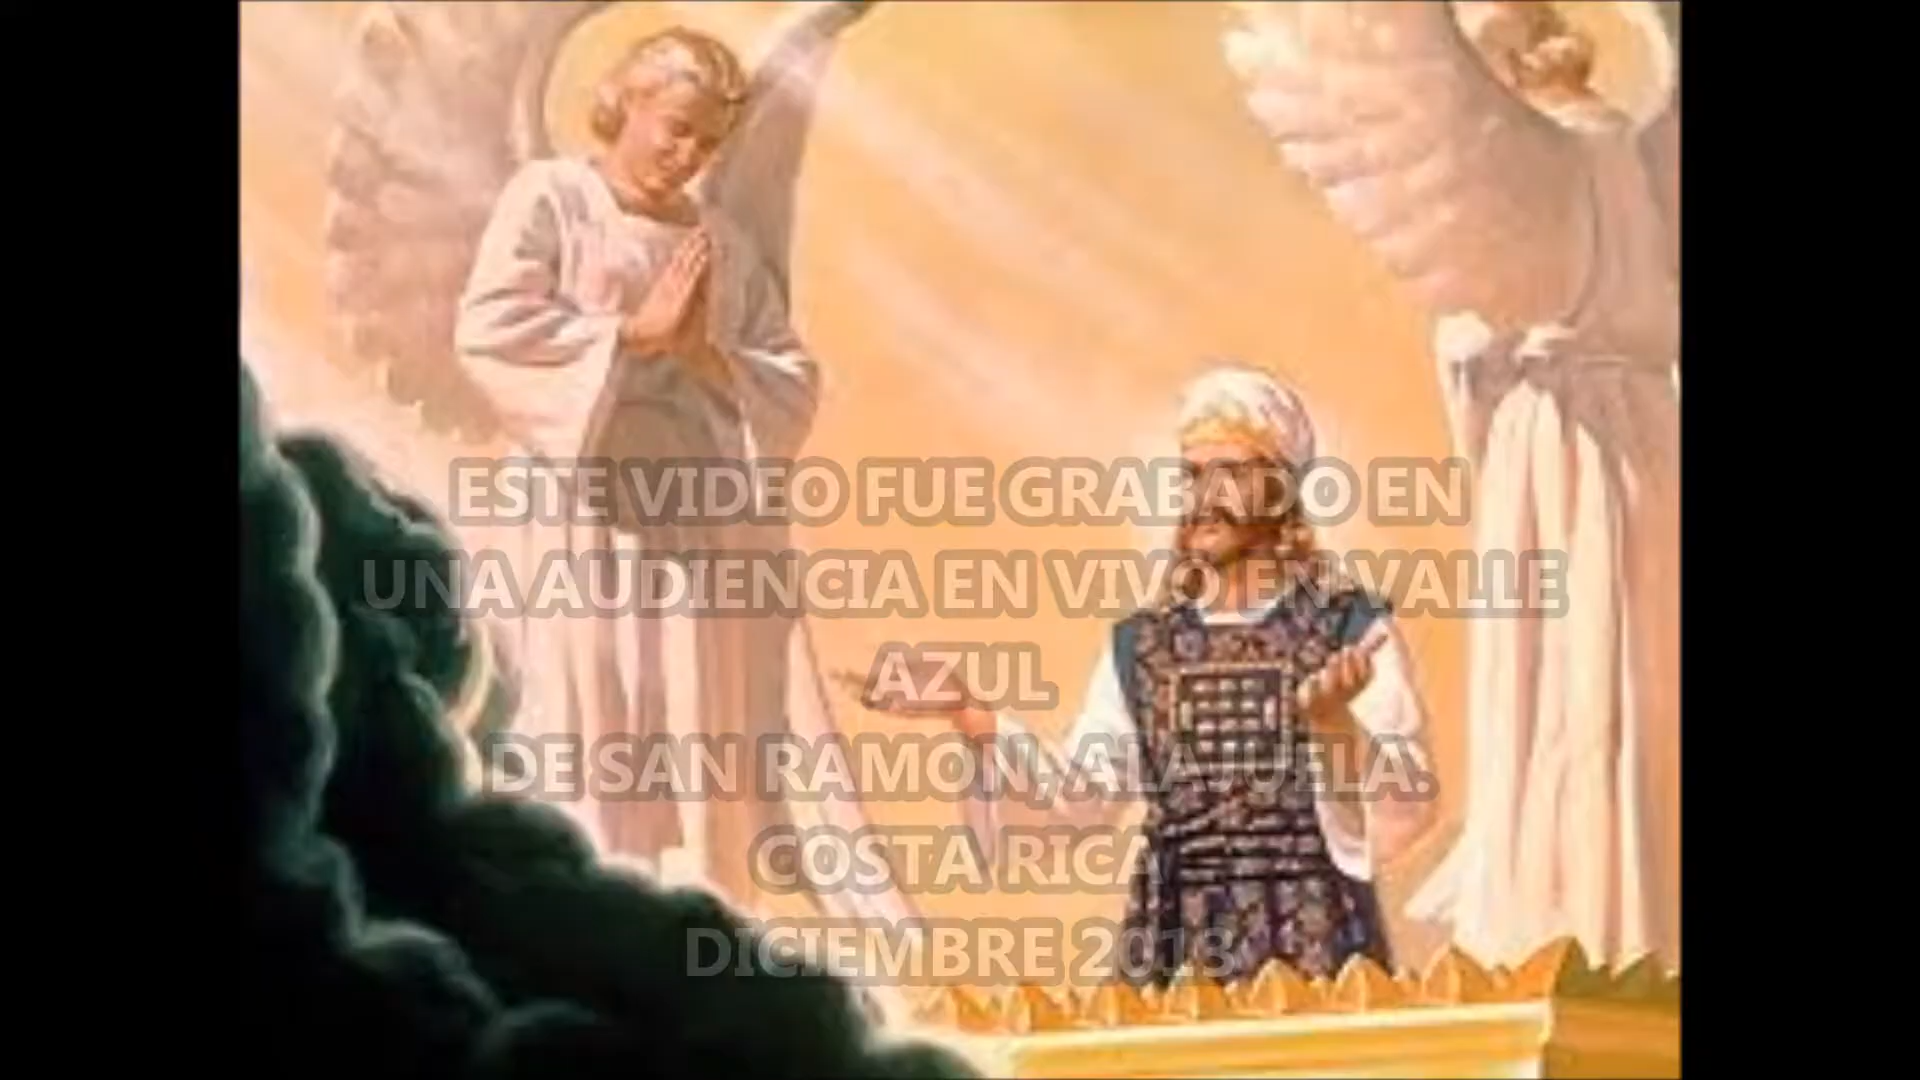 ESTE VIDEO FUE GRABADO EN
UNA AUDIENCIA EN VIVO EN VALLE
AZUL
DE SAN RAMON, ALAJUELA.
COSTA RICA
DICIEMBRE 2013